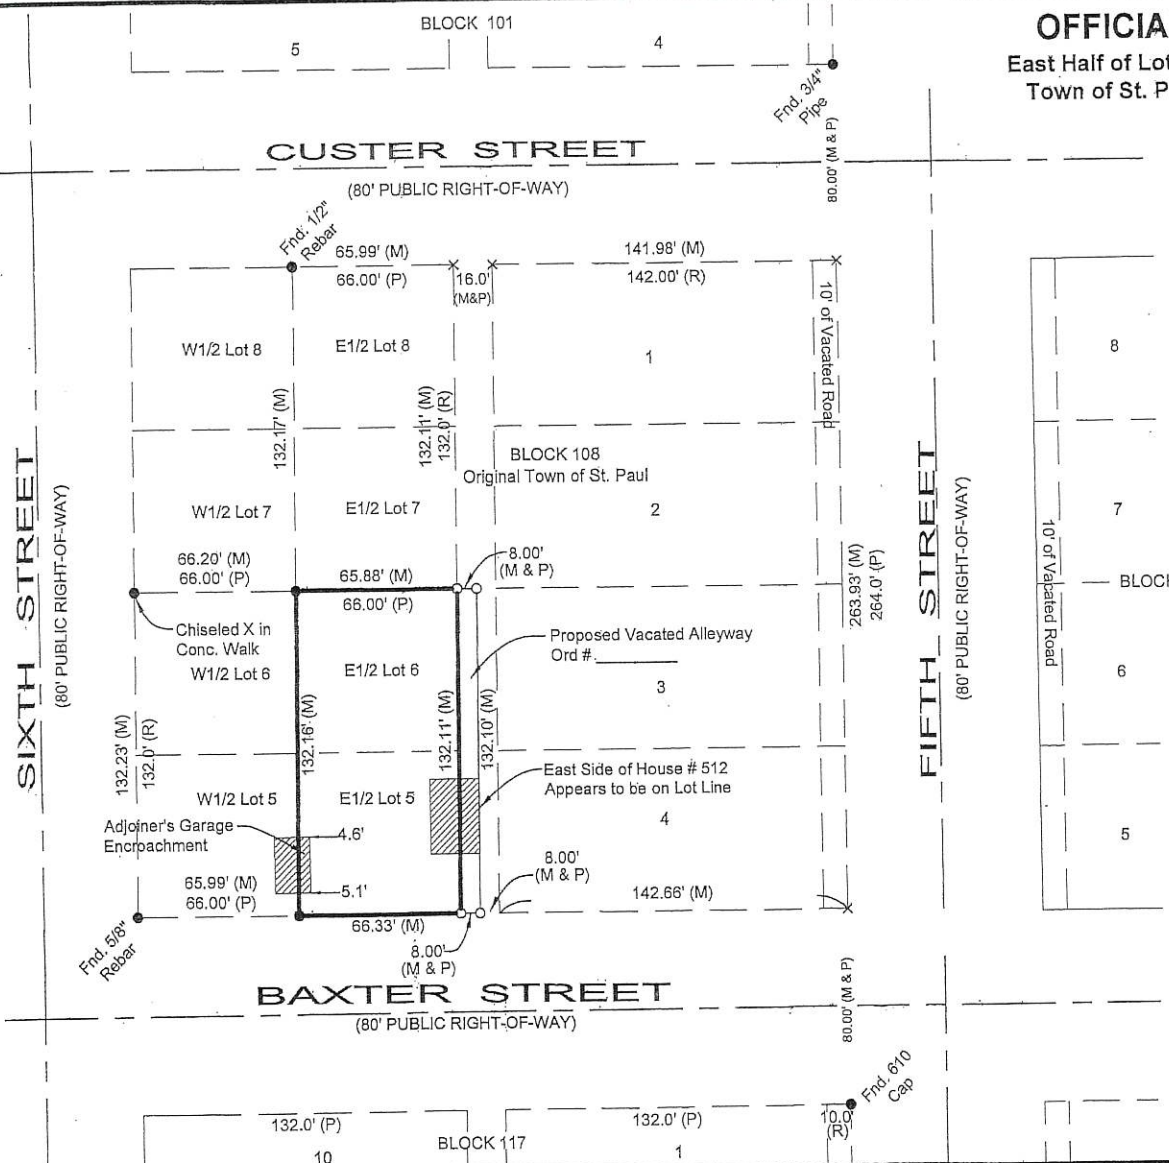 BLOCK 101
5
4
OFFICIA
East Half of Lot
Town of St. P
Fnd. 3/4"
Pipe
80.00' (M & P)
CUSTER STREET
(80' PUBLIC RIGHT-OF-WAY)
Fnd. 1/2"
Rebar
65.99' (M)
66.00' (P)
16.0'
(M&P)
141.98' (M)
142.00' (R)
10' of Vacated Road
W1/2 Lot 8
E1/2 Lot 8
1
8
132.17' (M)
132.11' (M)
132.0' (R)
BLOCK 108
Original Town of St. Paul
W1/2 Lot 7
E1/2 Lot 7
2
7
SIXTH STREET
(80' PUBLIC RIGHT-OF-WAY)
FIFTH STREET
(80' PUBLIC RIGHT-OF-WAY)
10' of Vacated Road
66.20' (M)
66.00' (P)
65.88' (M)
66.00' (P)
8.00'
(M & P)
263.93' (M)
264.0' (P)
BLOCK
Chiseled X in
Conc. Walk
Proposed Vacated Alleyway
Ord #.
W1/2 Lot 6
E1/2 Lot 6
3
6
132.23' (M)
132.0' (R)
132.16' (M)
132.11' (M)
132.10' (M)
East Side of House # 512
Appears to be on Lot Line
W1/2 Lot 5
E1/2 Lot 5
4
5
Adjoiner's Garage
Encroachment
4.6'
5.1'
65.99' (M)
66.00' (P)
8.00'
(M & P)
142.66' (M)
66.33' (M)
8.00'
(M & P)
Fnd. 5/8"
Rebar
BAXTER STREET
(80' PUBLIC RIGHT-OF-WAY)
80.00' (M & P)
Fnd. 610
Cap
132.0' (P)
132.0' (P)
10.0'
(R)
BLOCK 117
10
1